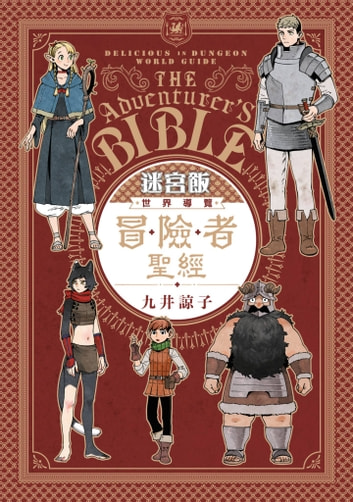 DELICIOUS IN DUNGEON
WORLD GUIDE
THE
Adventurer's
BIBLE
迷宮飯
世界導覽
冒・險・者
聖經
九井諒子